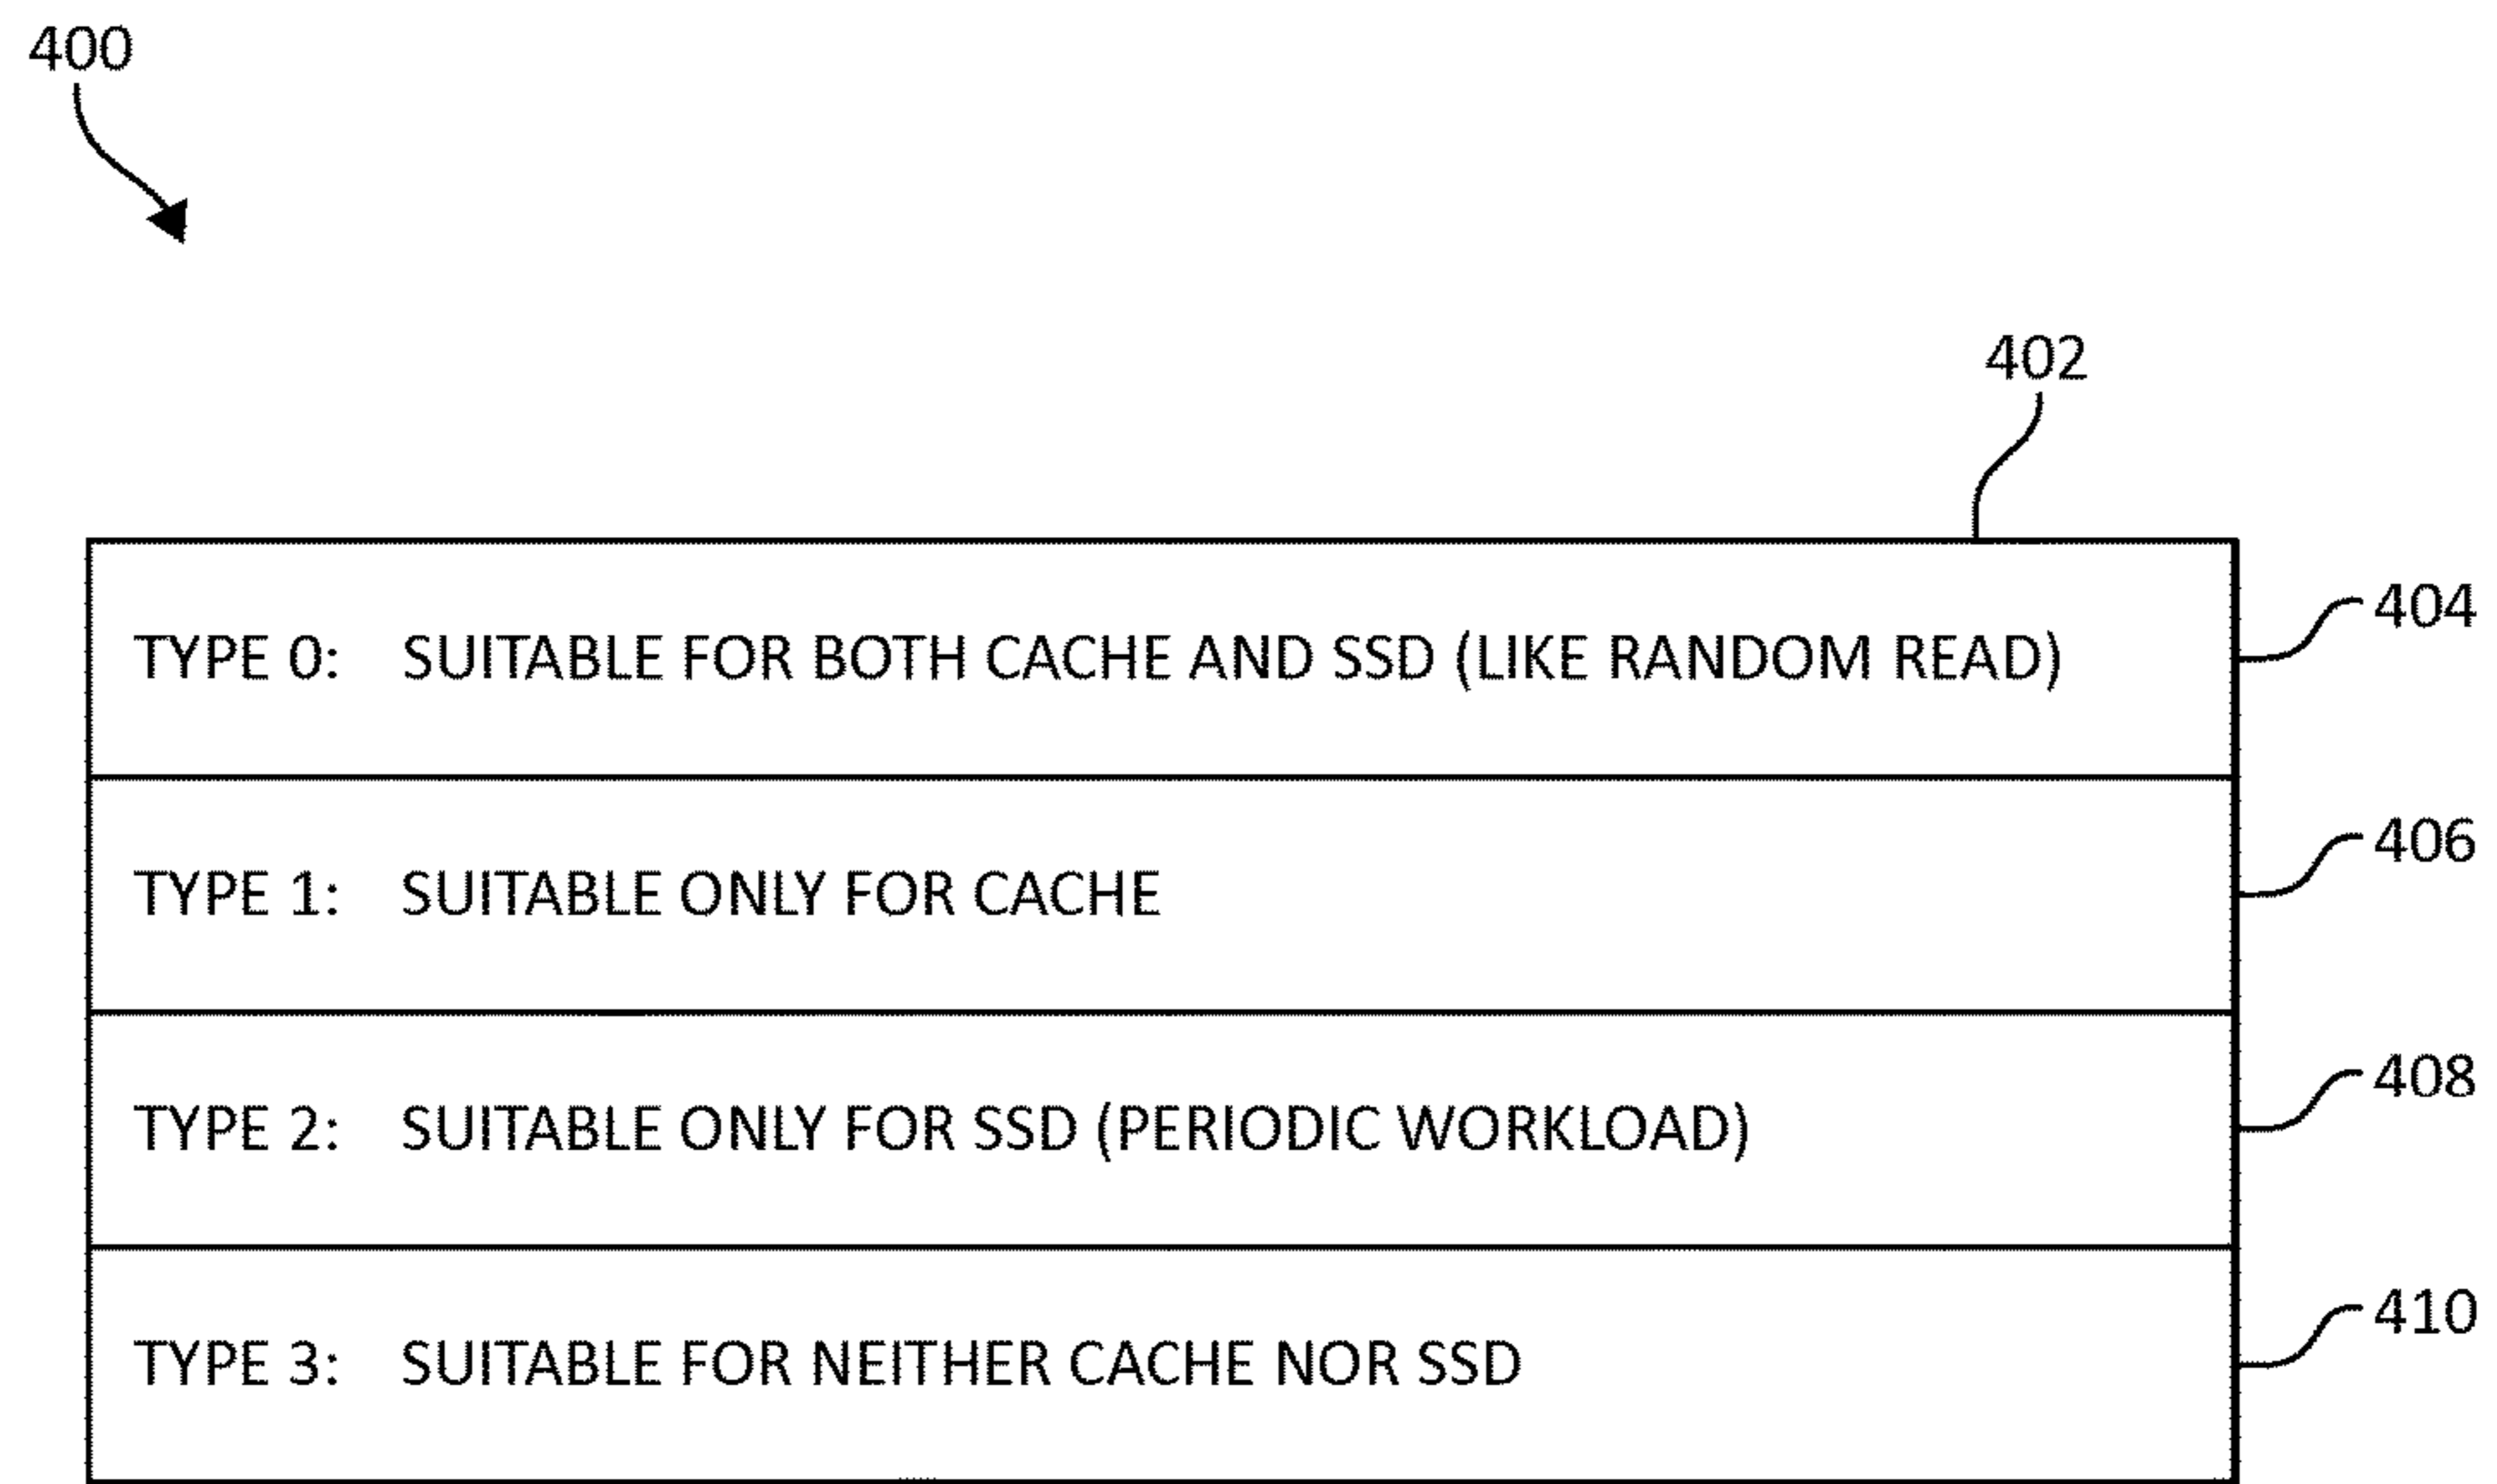 400
402
TYPE 0: SUITABLE FOR BOTH CACHE AND SSD (LIKE RANDOM READ) 404
TYPE 1: SUITABLE ONLY FOR CACHE 406
TYPE 2: SUITABLE ONLY FOR SSD (PERIODIC WORKLOAD) 408
TYPE 3: SUITABLE FOR NEITHER CACHE NOR SSD 410